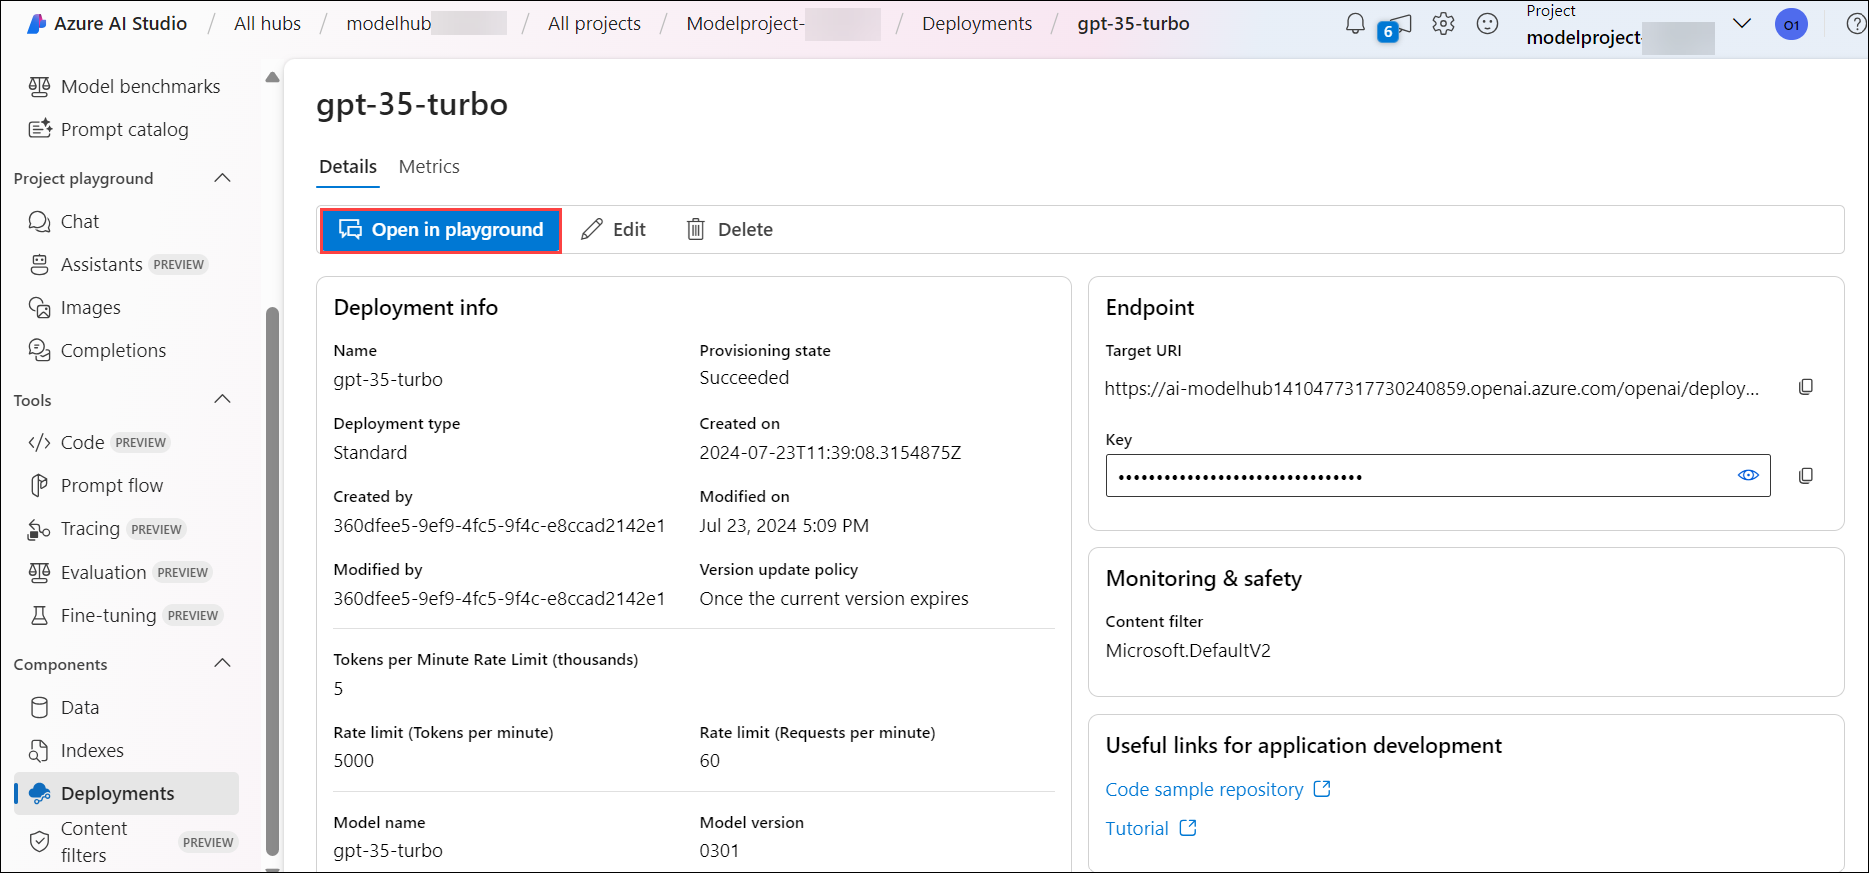 Azure AI Studio / All hubs / modelhub / All projects / Modelproject- / Deployments / gpt-35-turbo
6
Project
modelproject-
O1
Model benchmarks
Prompt catalog
Project playground
Chat
Assistants PREVIEW
Images
Completions
Tools
Code PREVIEW
Prompt flow
Tracing PREVIEW
Evaluation PREVIEW
Fine-tuning PREVIEW
Components
Data
Indexes
Deployments
Content filters PREVIEW
gpt-35-turbo
Details Metrics
Open in playground Edit Delete
Deployment info
Name
gpt-35-turbo
Provisioning state
Succeeded
Deployment type
Standard
Created on
2024-07-23T11:39:08.3154875Z
Created by
360dfee5-9ef9-4fc5-9f4c-e8ccad2142e1
Modified on
Jul 23, 2024 5:09 PM
Modified by
360dfee5-9ef9-4fc5-9f4c-e8ccad2142e1
Version update policy
Once the current version expires
Tokens per Minute Rate Limit (thousands)
5
Rate limit (Tokens per minute)
5000
Rate limit (Requests per minute)
60
Model name
gpt-35-turbo
Model version
0301
Endpoint
Target URI
https://ai-modelhub1410477317730240859.openai.azure.com/openai/deploy...
Key
••••••••••••••••••••••••••••••••
Monitoring & safety
Content filter
Microsoft.DefaultV2
Useful links for application development
Code sample repository
Tutorial